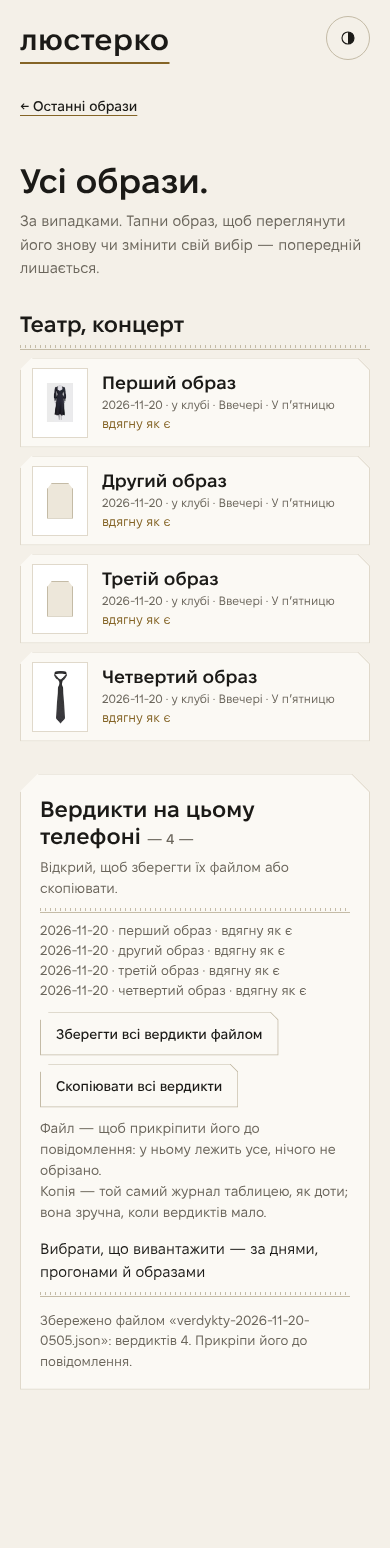 люстерко
← Останні образи
Усі образи.
За випадками. Тапни образ, щоб переглянути
його знову чи змінити свій вибір — попередній
лишається.
Театр, концерт
Перший образ
2026-11-20 · у клубі · Ввечері · У п'ятницю
вдягну як є
Другий образ
2026-11-20 · у клубі · Ввечері · У п'ятницю
вдягну як є
Третій образ
2026-11-20 · у клубі · Ввечері · У п'ятницю
вдягну як є
Четвертий образ
2026-11-20 · у клубі · Ввечері · У п'ятницю
вдягну як є
Вердикти на цьому
телефоні — 4 —
Відкрий, щоб зберегти їх файлом або
скопіювати.
2026-11-20 · перший образ · вдягну як є
2026-11-20 · другий образ · вдягну як є
2026-11-20 · третій образ · вдягну як є
2026-11-20 · четвертий образ · вдягну як є
Зберегти всі вердикти файлом
Скопіювати всі вердикти
Файл — щоб прикріпити його до
повідомлення: у ньому лежить усе, нічого не
обрізано.
Копія — той самий журнал таблицею, як доти;
вона зручна, коли вердиктів мало.
Вибрати, що вивантажити — за днями,
прогонами й образами
Збережено файлом «verdykty-2026-11-20-
0505.json»: вердиктів 4. Прикріпи його до
повідомлення.